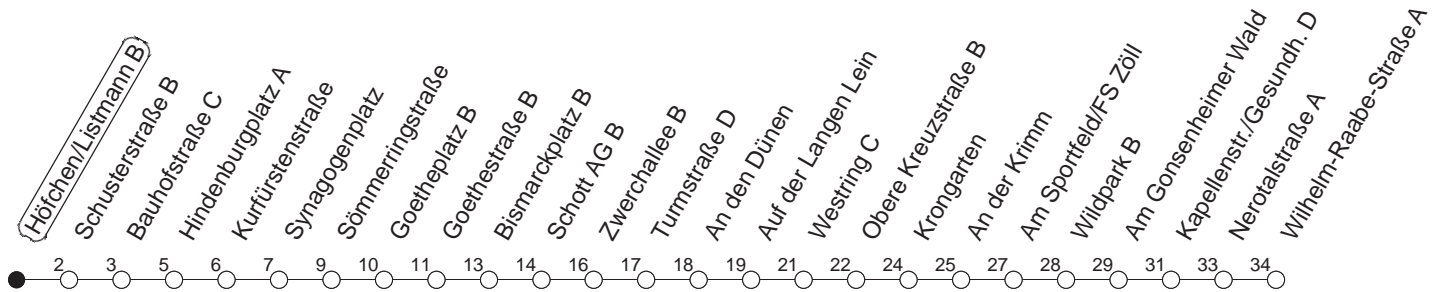 Höfchen/Listmann B
Schusterstraße B
Bauhofstraße C
Hindenburgplatz A
Kurfürstenstraße
Synagogenplatz
Sömmerringstraße
Goetheplatz B
Goethestraße B
Bismarckplatz B
Schott AG B
Zwerchallee B
Turmstraße D
An den Dünen
Auf der Langen Lein
Westring C
Obere Kreuzstraße B
Krongarten
An der Krimm
Am Sportfeld/FS Zöll
Wildpark B
Am Gonsenheimer Wald
Kapellenstr./Gesundh. D
Nerotalstraße A
Wilhelm-Raabe-Straße A
2 3 5 6 7 9 10 11 13 14 16 17 18 19 21 22 24 25 27 28 29 31 33 34